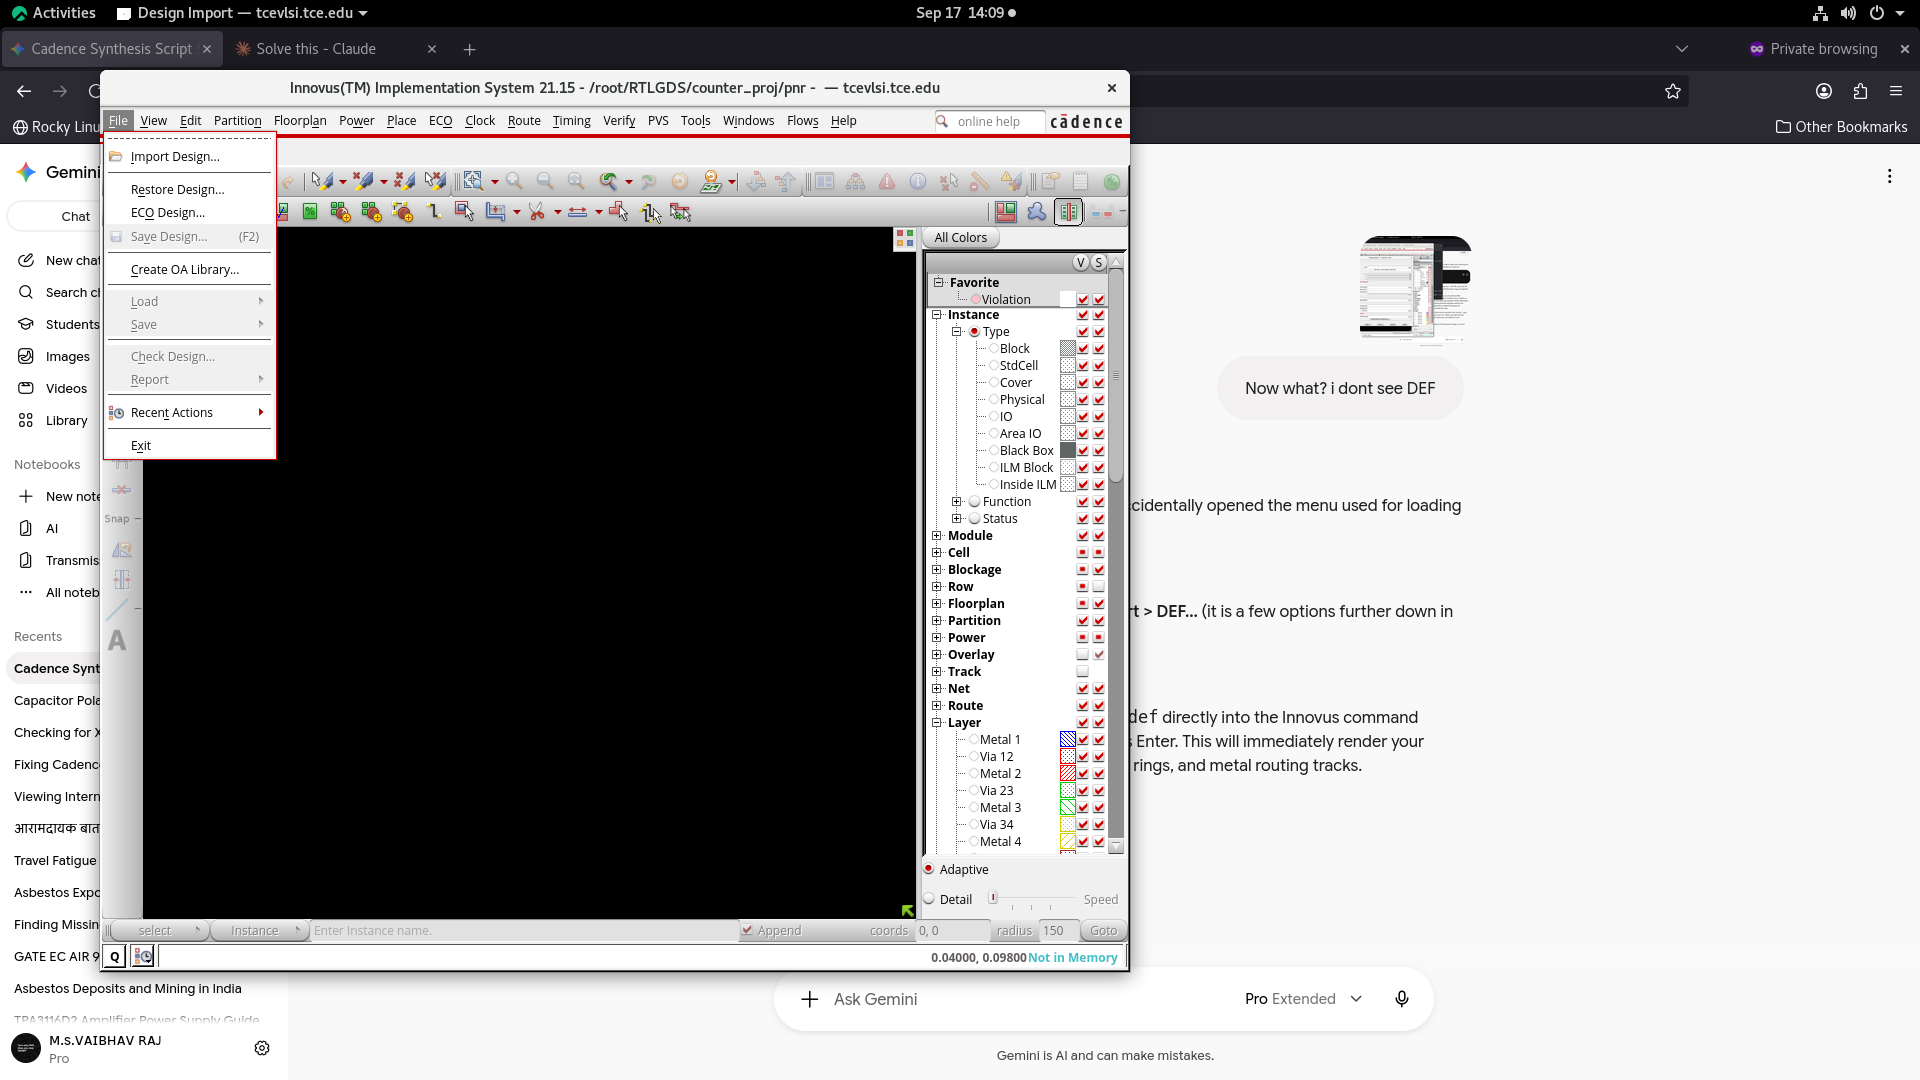 Activities
Design Import — tcevlsi.tce.edu
Sep 17 14:09
Cadence Synthesis Script
Solve this - Claude
Private browsing
Innovus(TM) Implementation System 21.15 - /root/RTLGDS/counter_proj/pnr - — tcevlsi.tce.edu
Rocky Linu
Other Bookmarks
File View Edit Partition Floorplan Power Place ECO Clock Route Timing Verify PVS Tools Windows Flows Help
online help
cādence
Import Design...
Restore Design...
ECO Design...
Save Design... (F2)
Create OA Library...
Load
Save
Check Design...
Report
Recent Actions
Exit
Snap
A
All Colors
V S
Favorite
Violation
Instance
Type
Block
StdCell
Cover
Physical
IO
Area IO
Black Box
ILM Block
Inside ILM
Function
Status
Module
Cell
Blockage
Row
Floorplan
Partition
Power
Overlay
Track
Net
Route
Layer
Metal 1
Via 12
Metal 2
Via 23
Metal 3
Via 34
Metal 4
Adaptive
Detail
Speed
select
Instance
Enter Instance name.
Append
coords
0, 0
radius
150
Goto
Q
0.04000, 0.09800
Not in Memory
Gemini
Chat
New chat
Search ch
Students
Images
Videos
Library
Notebooks
New note
AI
Transmis
All noteb
Recents
Cadence Synt
Capacitor Pola
Checking for X
Fixing Cadenc
Viewing Intern
आरामदायक बात
Travel Fatigue
Asbestos Expo
Finding Missin
GATE EC AIR 9
Asbestos Deposits and Mining in India
TPA3116D2 Amplifier Power Supply Guide
M.s.VAIBHAV RAJ
Pro
Now what? i dont see DEF
ccidentally opened the menu used for loading
rt > DEF... (it is a few options further down in
def directly into the Innovus command
s Enter. This will immediately render your
rings, and metal routing tracks.
Ask Gemini
Pro Extended
Gemini is AI and can make mistakes.